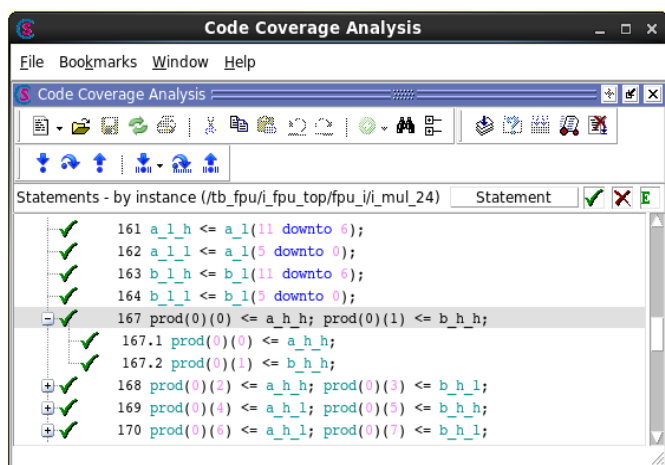 Code Coverage Analysis
File Bookmarks Window Help
Code Coverage Analysis
Statements - by instance (/tb_fpu/i_fpu_top/fpu_i/i_mul_24) Statement E
161 a_l_h <= a_l(11 downto 6);
162 a_l_l <= a_l(5 downto 0);
163 b_l_h <= b_l(11 downto 6);
164 b_l_l <= b_l(5 downto 0);
167 prod(0)(0) <= a_h_h; prod(0)(1) <= b_h_h;
167.1 prod(0)(0) <= a_h_h;
167.2 prod(0)(1) <= b_h_h;
168 prod(0)(2) <= a_h_h; prod(0)(3) <= b_h_l;
169 prod(0)(4) <= a_h_l; prod(0)(5) <= b_h_h;
170 prod(0)(6) <= a_h_l; prod(0)(7) <= b_h_l;